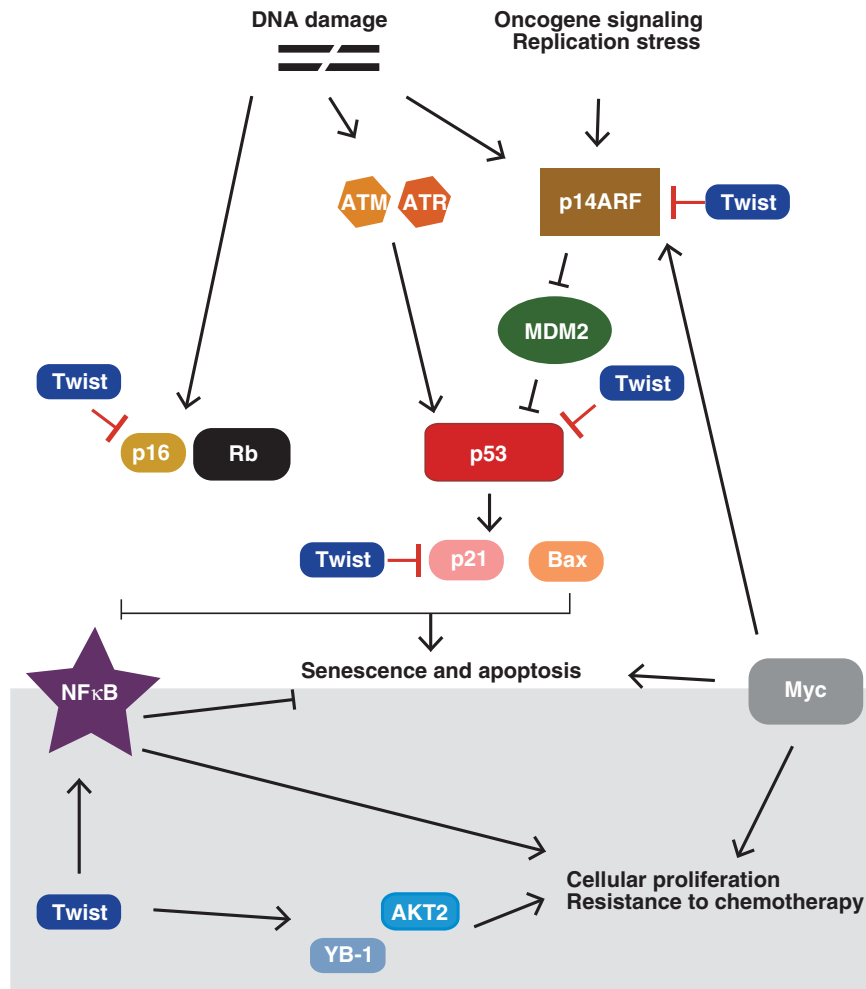 DNA damage
Oncogene signaling
Replication stress
ATM
ATR
p14ARF
Twist
MDM2
Twist
Twist
p16
Rb
p53
Twist
p21
Bax
Senescence and apoptosis
NFκB
Myc
Cellular proliferation
Resistance to chemotherapy
Twist
AKT2
YB-1